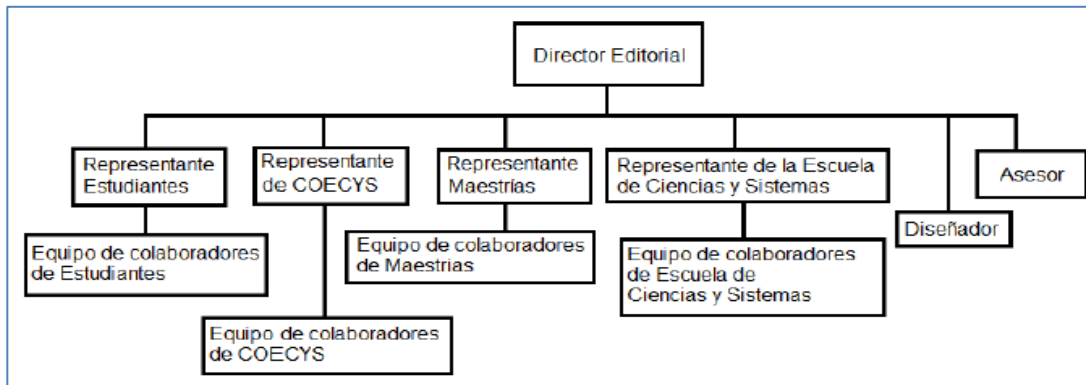 Director Editorial
Representante
Estudiantes
Representante
de COECYS
Representante
Maestrías
Representante de la Escuela
de Ciencias y Sistemas
Asesor
Diseñador
Equipo de colaboradores
de Estudiantes
Equipo de colaboradores
de COECYS
Equipo de colaboradores
de Maestrias
Equipo de colaboradores
de Escuela de
Ciencias y Sistemas